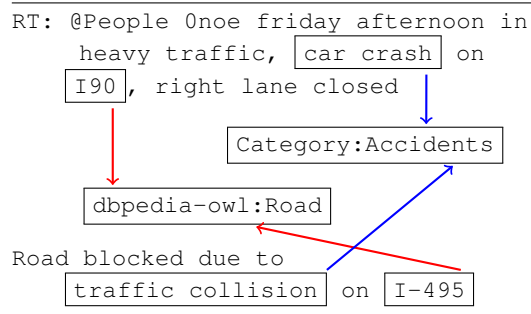 RT: @People 0noe friday afternoon in
heavy traffic, car crash on
I90, right lane closed
Category:Accidents
dbpedia-owl:Road
Road blocked due to
traffic collision on I-495